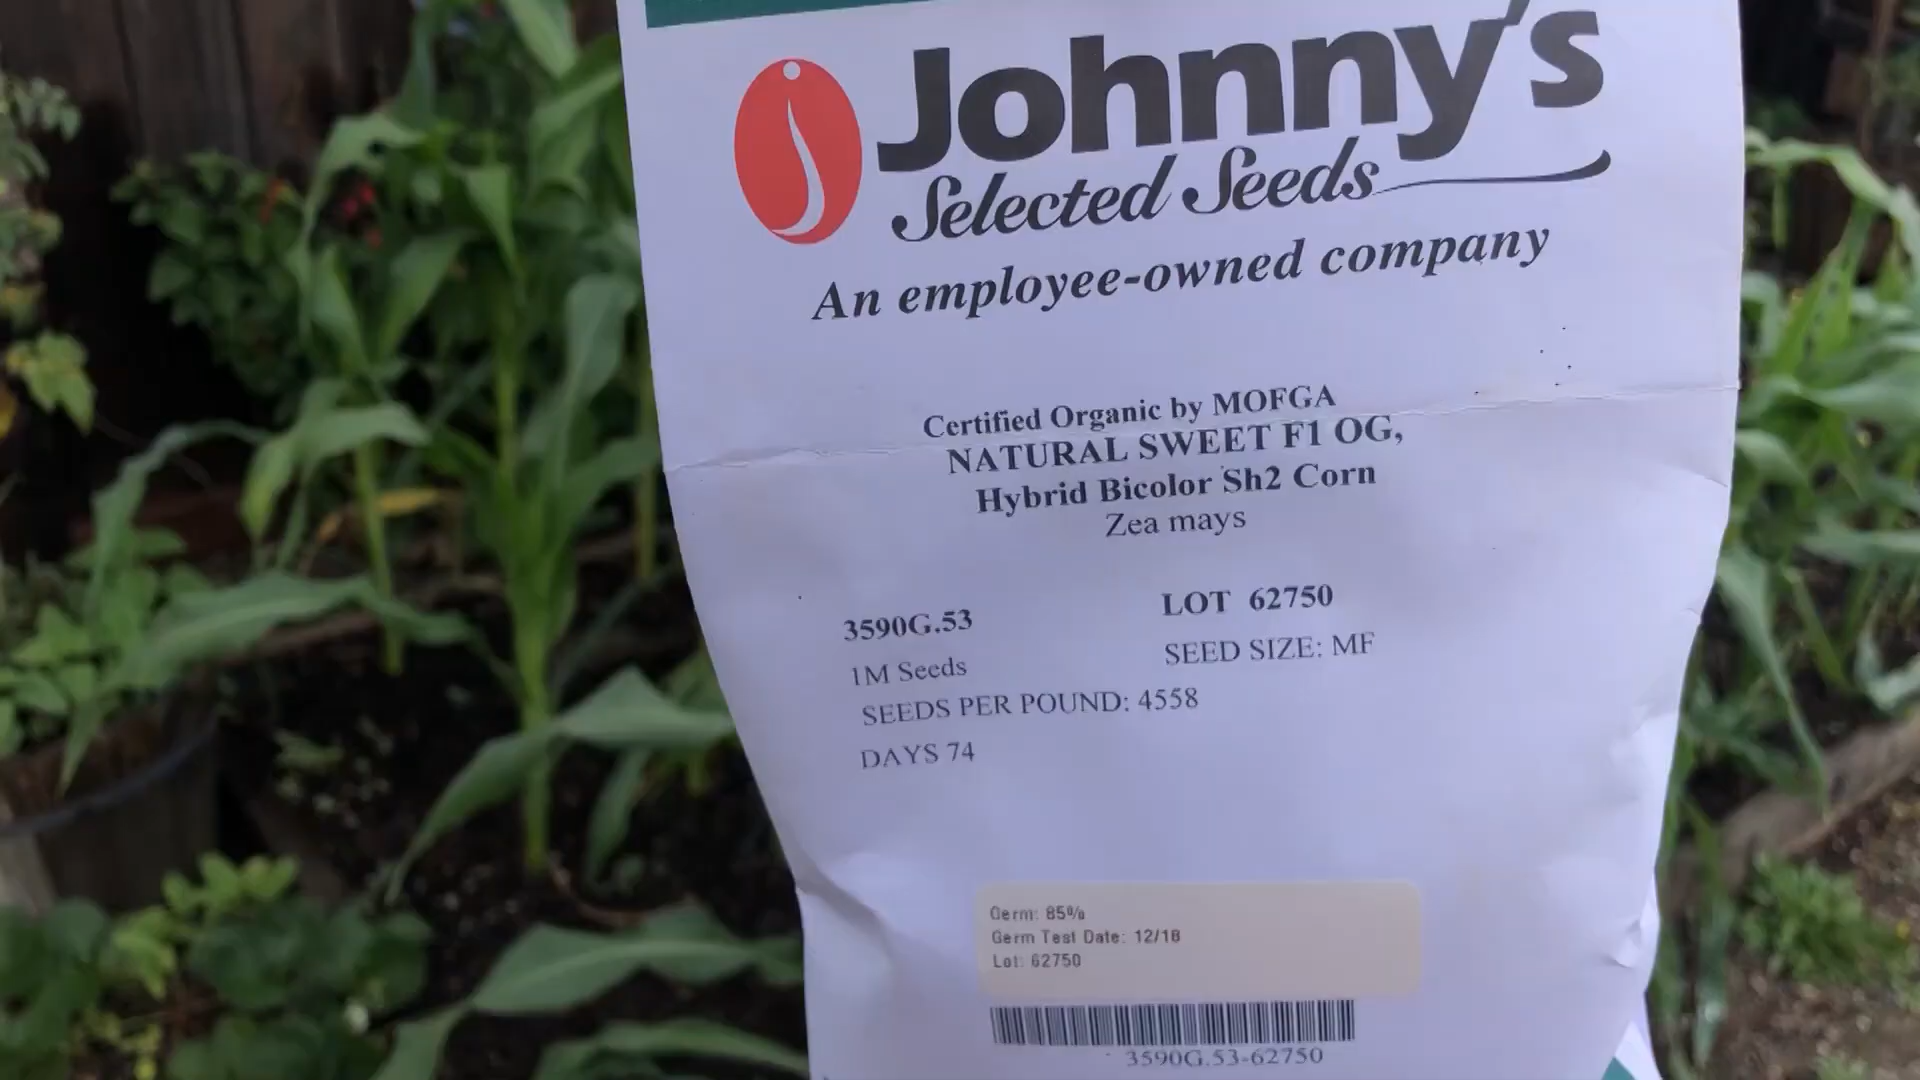 Johnny's
Selected Seeds
An employee-owned company
Certified Organic by MOFGA
NATURAL SWEET F1 OG,
Hybrid Bicolor Sh2 Corn
Zea mays
3590G.53
LOT 62750
1M Seeds
SEED SIZE: MF
SEEDS PER POUND: 4558
DAYS 74
Germ: 85%
Germ Test Date: 12/18
Lot: 62750
3590G.53-62750